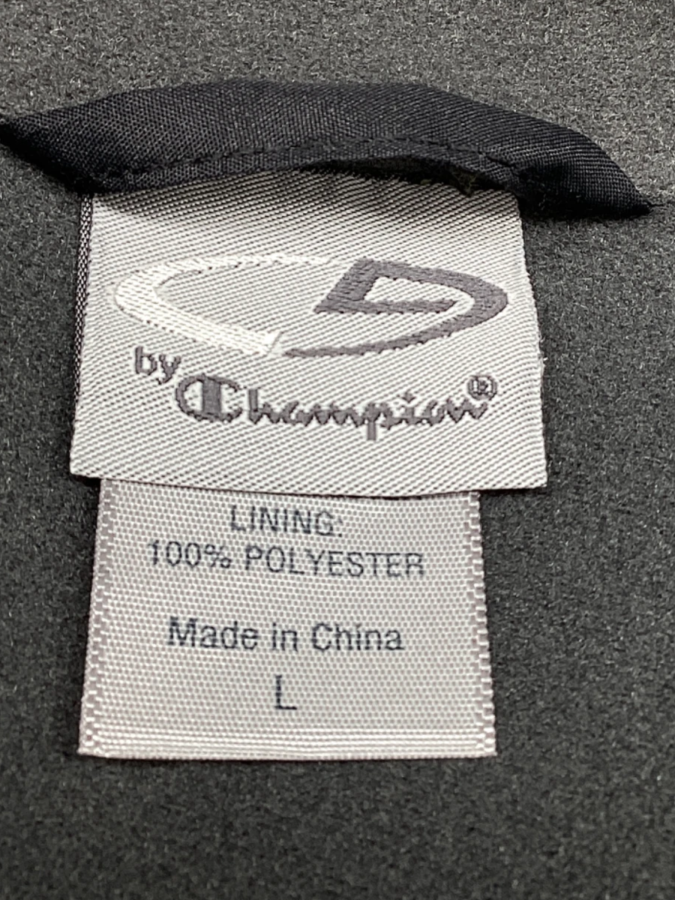 by
Champion®
LINING:
100% POLYESTER
Made in China
L